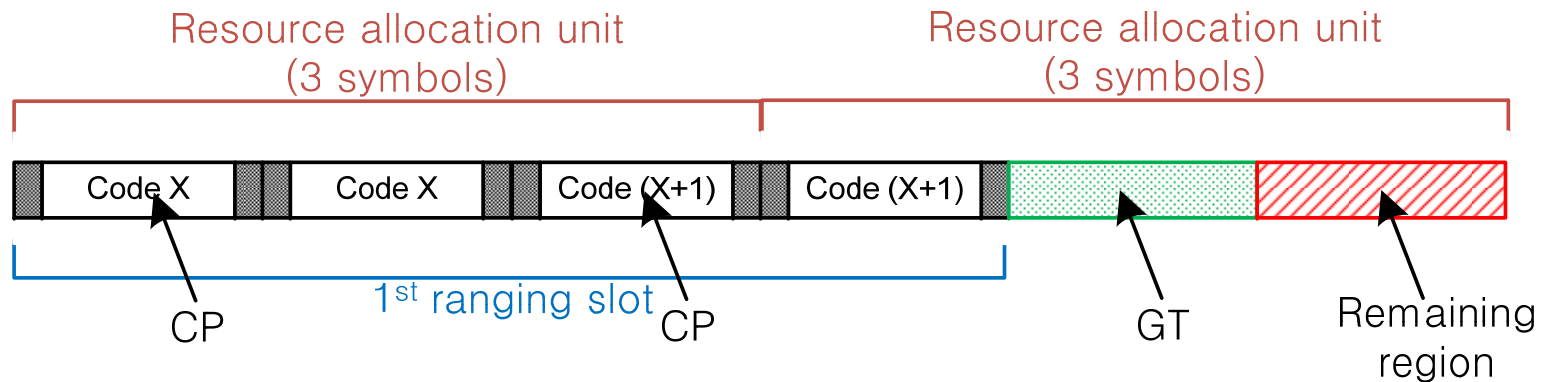 Resource allocation unit
(3 symbols)
Resource allocation unit
(3 symbols)
Code X
Code X
Code (X+1)
Code (X+1)
1st ranging slot
CP
CP
GT
Remaining
region